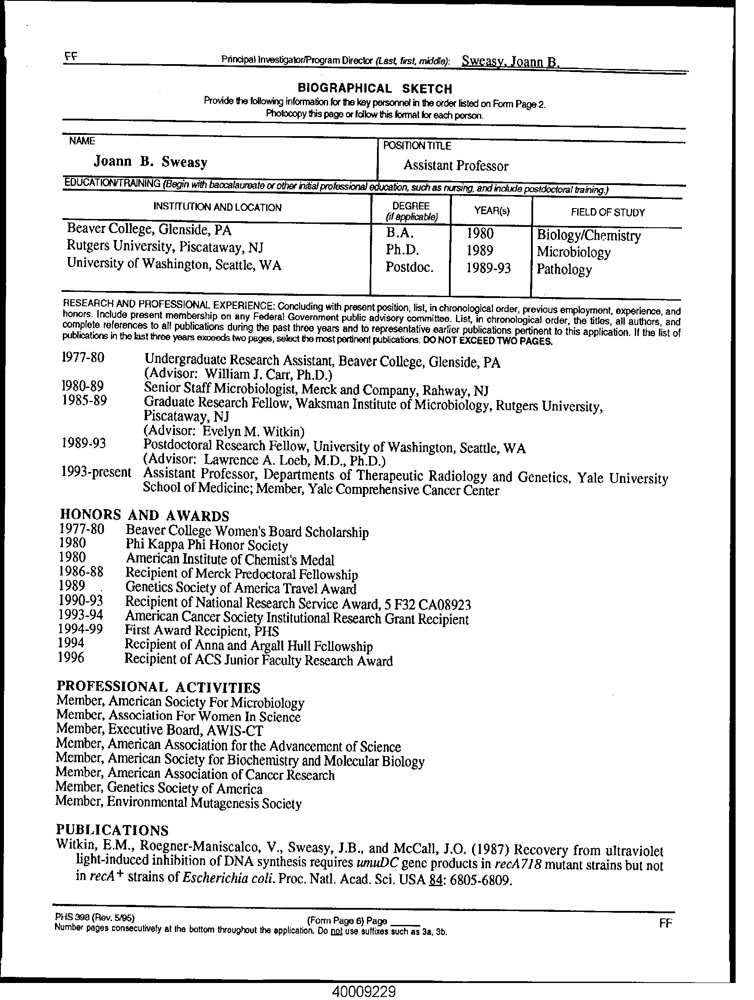 FF
Principal Investigator/Program Director (Last, first, middle): Sweasy, Joann B.
BIOGRAPHICAL SKETCH
Provide the following information for the key personnel in the order listed on Form Page 2.
Photocopy this page or follow this format for each person.
NAME
Joann B. Sweasy
POSITION TITLE
Assistant Professor
EDUCATION/TRAINING (Begin with baccalaureate or other initial professional education, such as nursing, and include postdoctoral training.)
INSTITUTION AND LOCATION DEGREE (if applicable) YEAR(s) FIELD OF STUDY
Beaver College, Glenside, PA B.A. 1980 Biology/Chemistry
Rutgers University, Piscataway, NJ Ph.D. 1989 Microbiology
University of Washington, Seattle, WA Postdoc. 1989-93 Pathology
RESEARCH AND PROFESSIONAL EXPERIENCE: Concluding with present position, list, in chronological order, previous employment, experience, and
honors. Include present membership on any Federal Government public advisory committee. List, in chronological order, the titles, all authors, and
complete references to all publications during the past three years and to representative earlier publications pertinent to this application. If the list of
publications in the last three years exceeds two pages, select the most pertinent publications. DO NOT EXCEED TWO PAGES.
1977-80 Undergraduate Research Assistant, Beaver College, Glenside, PA
(Advisor: William J. Carr, Ph.D.)
1980-89 Senior Staff Microbiologist, Merck and Company, Rahway, NJ
1985-89 Graduate Research Fellow, Waksman Institute of Microbiology, Rutgers University,
Piscataway, NJ
(Advisor: Evelyn M. Witkin)
1989-93 Postdoctoral Research Fellow, University of Washington, Seattle, WA
(Advisor: Lawrence A. Loeb, M.D., Ph.D.)
1993-present Assistant Professor, Departments of Therapeutic Radiology and Genetics, Yale University
School of Medicine; Member, Yale Comprehensive Cancer Center
HONORS AND AWARDS
1977-80 Beaver College Women's Board Scholarship
1980 Phi Kappa Phi Honor Society
1980 American Institute of Chemist's Medal
1986-88 Recipient of Merck Predoctoral Fellowship
1989 Genetics Society of America Travel Award
1990-93 Recipient of National Research Service Award, 5 F32 CA08923
1993-94 American Cancer Society Institutional Research Grant Recipient
1994-99 First Award Recipient, PHS
1994 Recipient of Anna and Argall Hull Fellowship
1996 Recipient of ACS Junior Faculty Research Award
PROFESSIONAL ACTIVITIES
Member, American Society For Microbiology
Member, Association For Women In Science
Member, Executive Board, AWIS-CT
Member, American Association for the Advancement of Science
Member, American Society for Biochemistry and Molecular Biology
Member, American Association of Cancer Research
Member, Genetics Society of America
Member, Environmental Mutagenesis Society
PUBLICATIONS
Witkin, E.M., Roegner-Maniscalco, V., Sweasy, J.B., and McCall, J.O. (1987) Recovery from ultraviolet
light-induced inhibition of DNA synthesis requires umuDC gene products in recA718 mutant strains but not
in recA+ strains of Escherichia coli. Proc. Natl. Acad. Sci. USA 84: 6805-6809.
PHS 398 (Rev. 5/95) (Form Page 6) Page FF
Number pages consecutively at the bottom throughout the application. Do not use suffixes such as 3a, 3b.
40009229